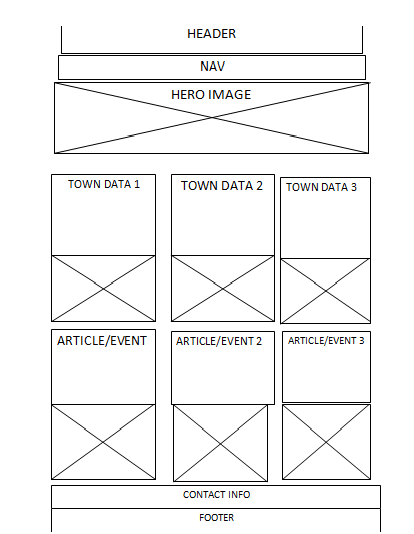 HEADER
NAV
HERO IMAGE
TOWN DATA 1
TOWN DATA 2
TOWN DATA 3
ARTICLE/EVENT
ARTICLE/EVENT 2
ARTICLE/EVENT 3
CONTACT INFO
FOOTER